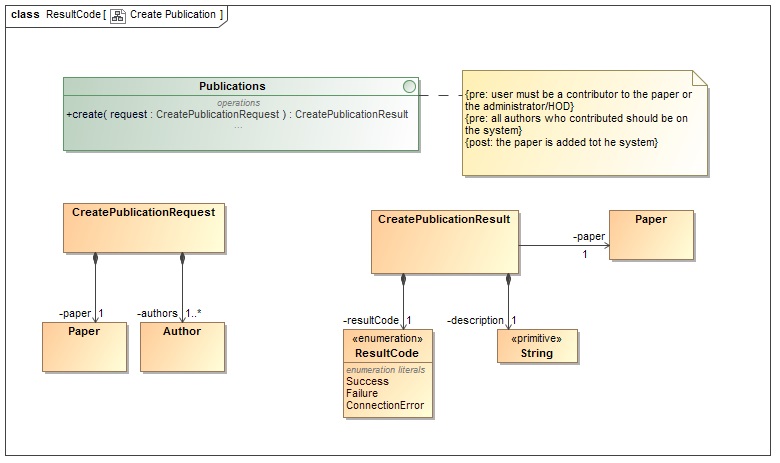 class ResultCode [ Create Publication ]
Publications
operations
+create( request : CreatePublicationRequest ) : CreatePublicationResult
...
{pre: user must be a contributor to the paper or
the administrator/HOD}
{pre: all authors who contributed should be on
the system}
{post: the paper is added tot he system}
CreatePublicationRequest
CreatePublicationResult
Paper
-paper
1
-paper 1
-authors 1..*
-resultCode 1
-description 1
Paper
Author
«enumeration»
ResultCode
enumeration literals
Success
Failure
ConnectionError
«primitive»
String